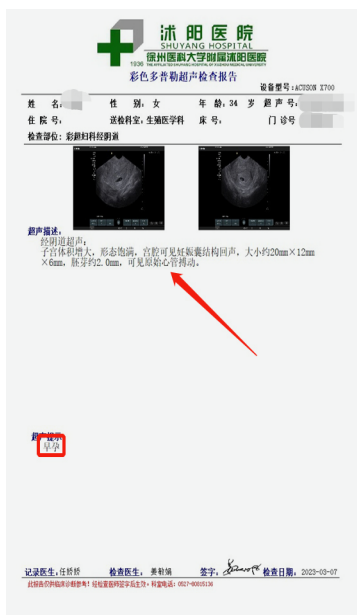 沭阳医院
SHUYANG HOSPITAL
徐州医科大学附属沭阳医院
1936
彩色多普勒超声检查报告
设备型号:ACUSON X700
姓 名: 性 别: 女 年 龄: 34 岁 超 声 号:
住 院 号: 送检科室: 生殖医学科 床 号: 门 诊号
检查部位: 彩超妇科经阴道
超声描述:
经阴道超声:
子宫体积增大, 形态饱满, 宫腔可见妊娠囊结构回声, 大小约20mm×12mm
×6mm, 胚芽约2.0mm, 可见原始心管搏动。
超声提示:
早孕
记录医生: 任娇娇 检查医生: 姜敏娟 签字: 检查日期: 2023-03-07
此报告仅供临床诊断参考! 经检查医师签字后生效, 科室电话: 0527-80815136